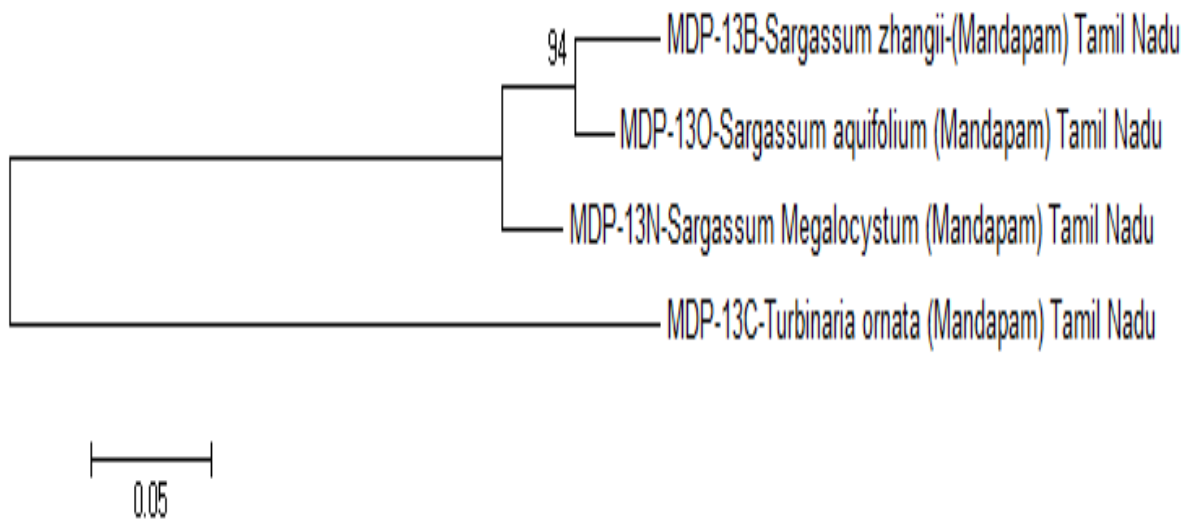 94
MDP-13B-Sargassum zhangii-(Mandapam) Tamil Nadu
MDP-13O-Sargassum aquifolium (Mandapam) Tamil Nadu
MDP-13N-Sargassum Megalocystum (Mandapam) Tamil Nadu
MDP-13C-Turbinaria ornata (Mandapam) Tamil Nadu
0.05